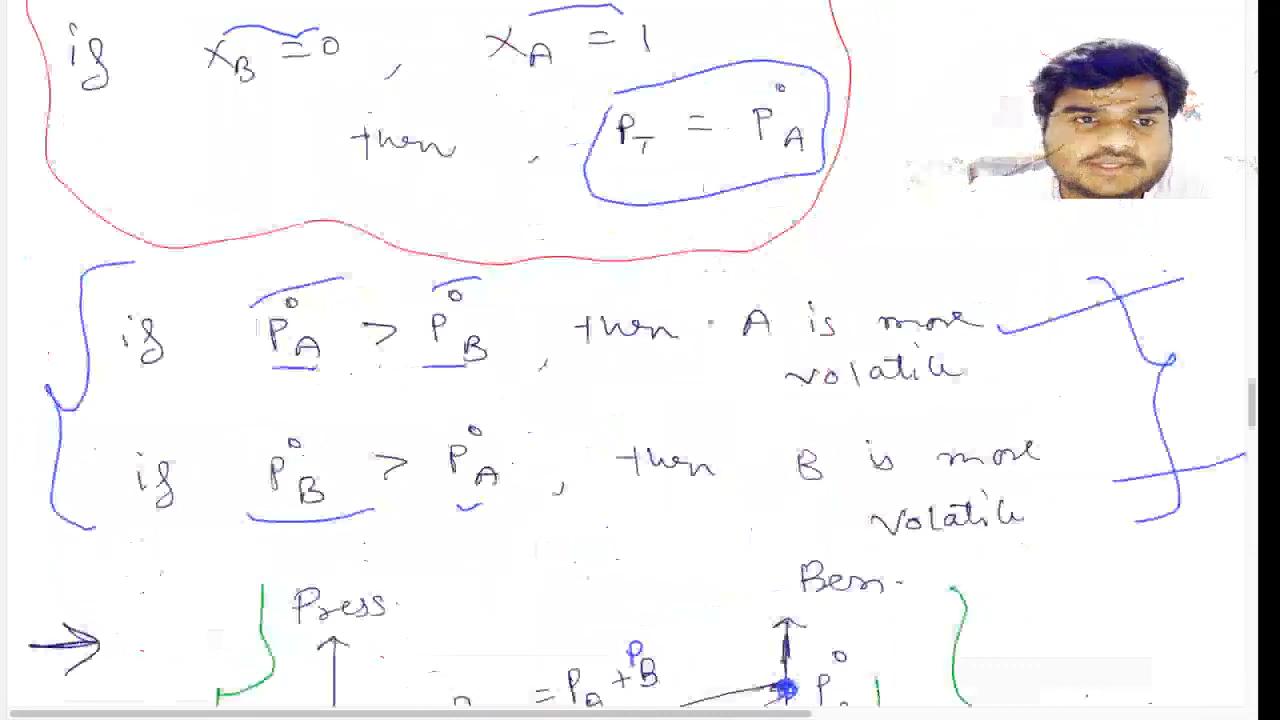 if x_B = 0 , x_A = 1
then , P_T = P°_A
if P°_A > P°_B , then A is more
volatile
if P°_B > P°_A , then B is more
volatile
Press.
= P_A + P_B
P°